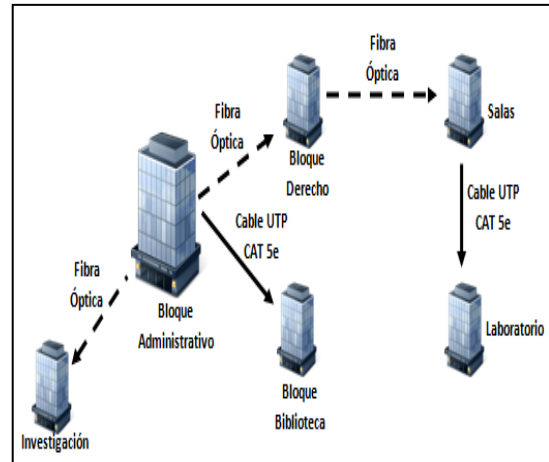 Fibra
Óptica
Salas
Fibra
Óptica
Bloque
Derecho
Cable UTP
CAT 5e
Cable UTP
CAT 5e
Fibra
Óptica
Bloque
Administrativo
Laboratorio
Bloque
Biblioteca
Investigación